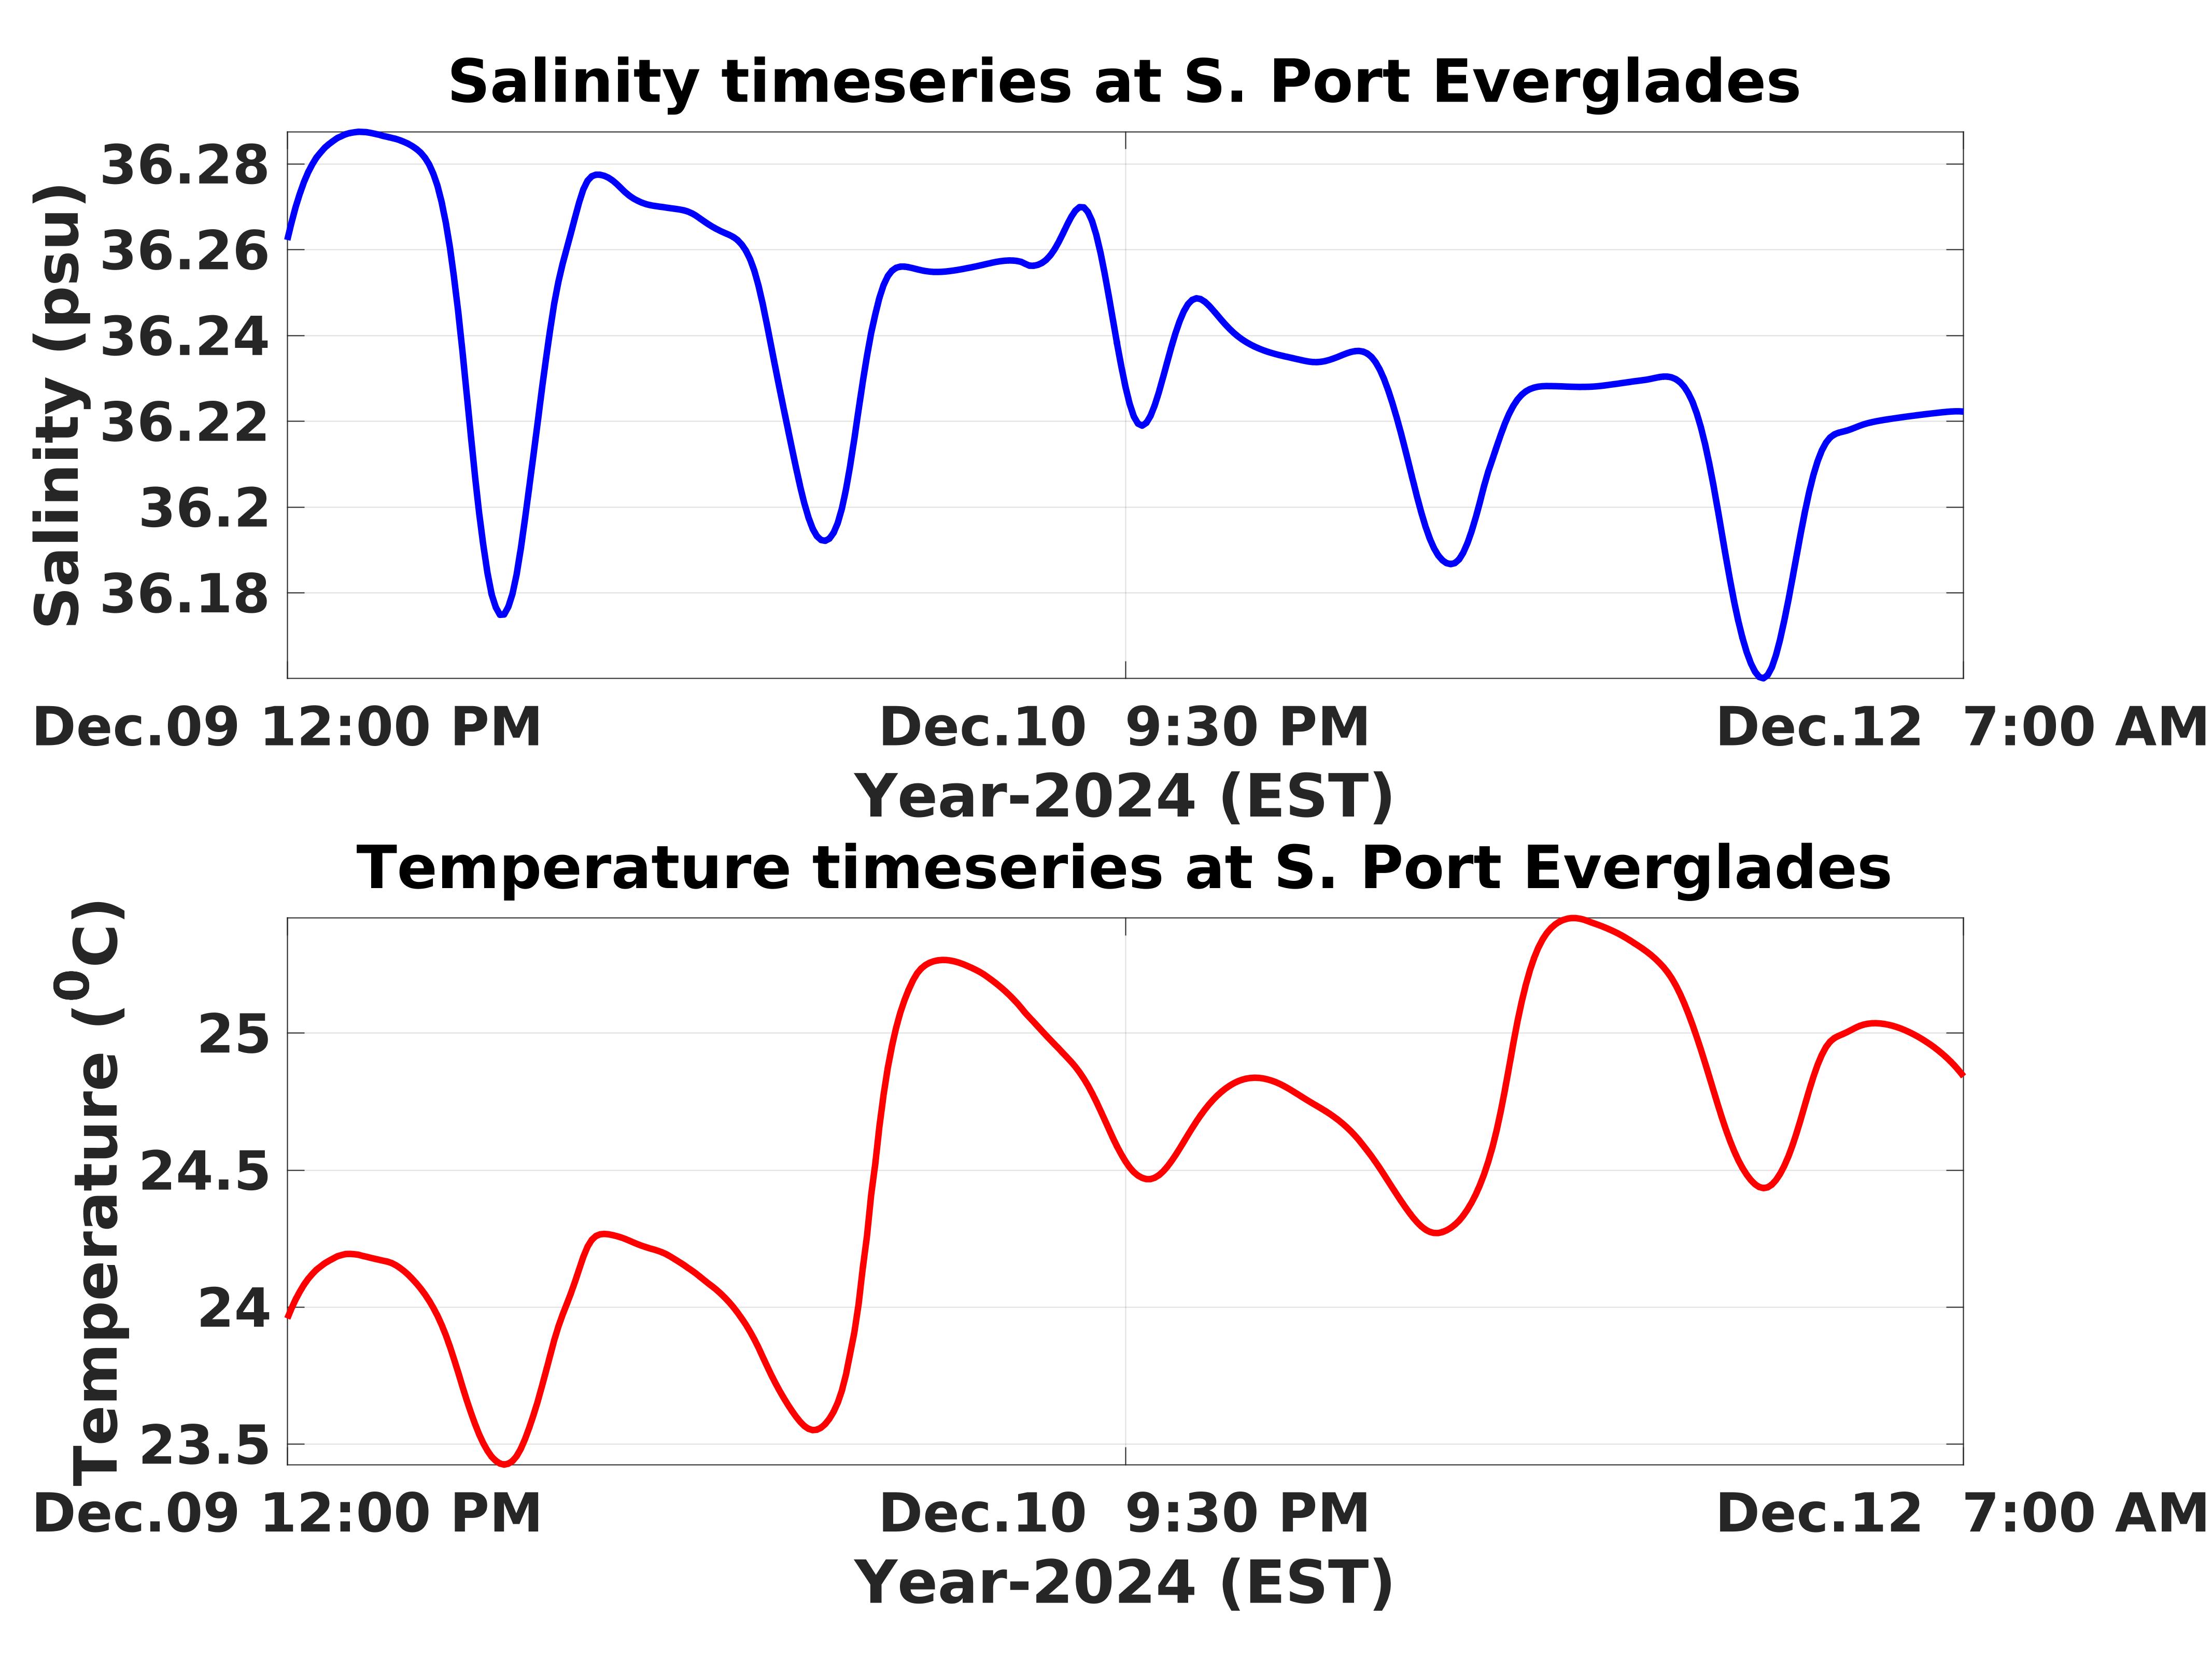 Salinity timeseries at S. Port Everglades
Salinity (psu)
36.28
36.26
36.24
36.22
36.2
36.18
Dec.09 12:00 PM
Dec.10 9:30 PM
Dec.12 7:00 AM
Year-2024 (EST)
Temperature timeseries at S. Port Everglades
Temperature (⁰C)
25
24.5
24
23.5
Dec.09 12:00 PM
Dec.10 9:30 PM
Dec.12 7:00 AM
Year-2024 (EST)